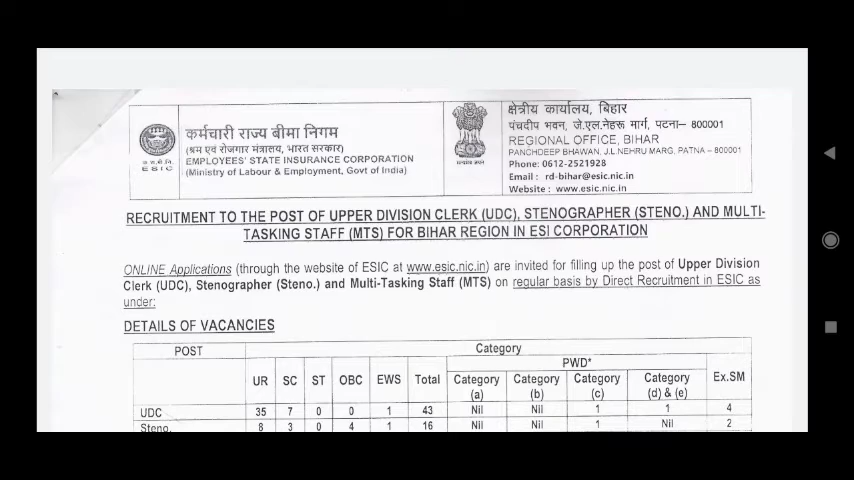 क्षेत्रीय कार्यालय, बिहार
कर्मचारी राज्य बीमा निगम
पंचदीप भवन, जे.एल.नेहरू मार्ग, पटना– 800001
(श्रम एवं रोजगार मंत्रालय, भारत सरकार)
REGIONAL OFFICE, BIHAR
EMPLOYEES' STATE INSURANCE CORPORATION
PANCHDEEP BHAWAN, J.L.NEHRU MARG, PATNA – 800001
(Ministry of Labour & Employment, Govt of India)
Phone: 0612-2521928
ESIC
Email : rd-bihar@esic.nic.in
Website : www.esic.nic.in
RECRUITMENT TO THE POST OF UPPER DIVISION CLERK (UDC), STENOGRAPHER (STENO.) AND MULTI-
TASKING STAFF (MTS) FOR BIHAR REGION IN ESI CORPORATION
ONLINE Applications (through the website of ESIC at www.esic.nic.in) are invited for filling up the post of Upper Division
Clerk (UDC), Stenographer (Steno.) and Multi-Tasking Staff (MTS) on regular basis by Direct Recruitment in ESIC as
under:
DETAILS OF VACANCIES
POST Category
UR SC ST OBC EWS Total PWD* Ex.SM
Category (a) Category (b) Category (c) Category (d) & (e)
UDC 35 7 0 0 1 43 Nil Nil 1 1 4
Steno. 8 3 0 4 1 16 Nil Nil 1 Nil 2